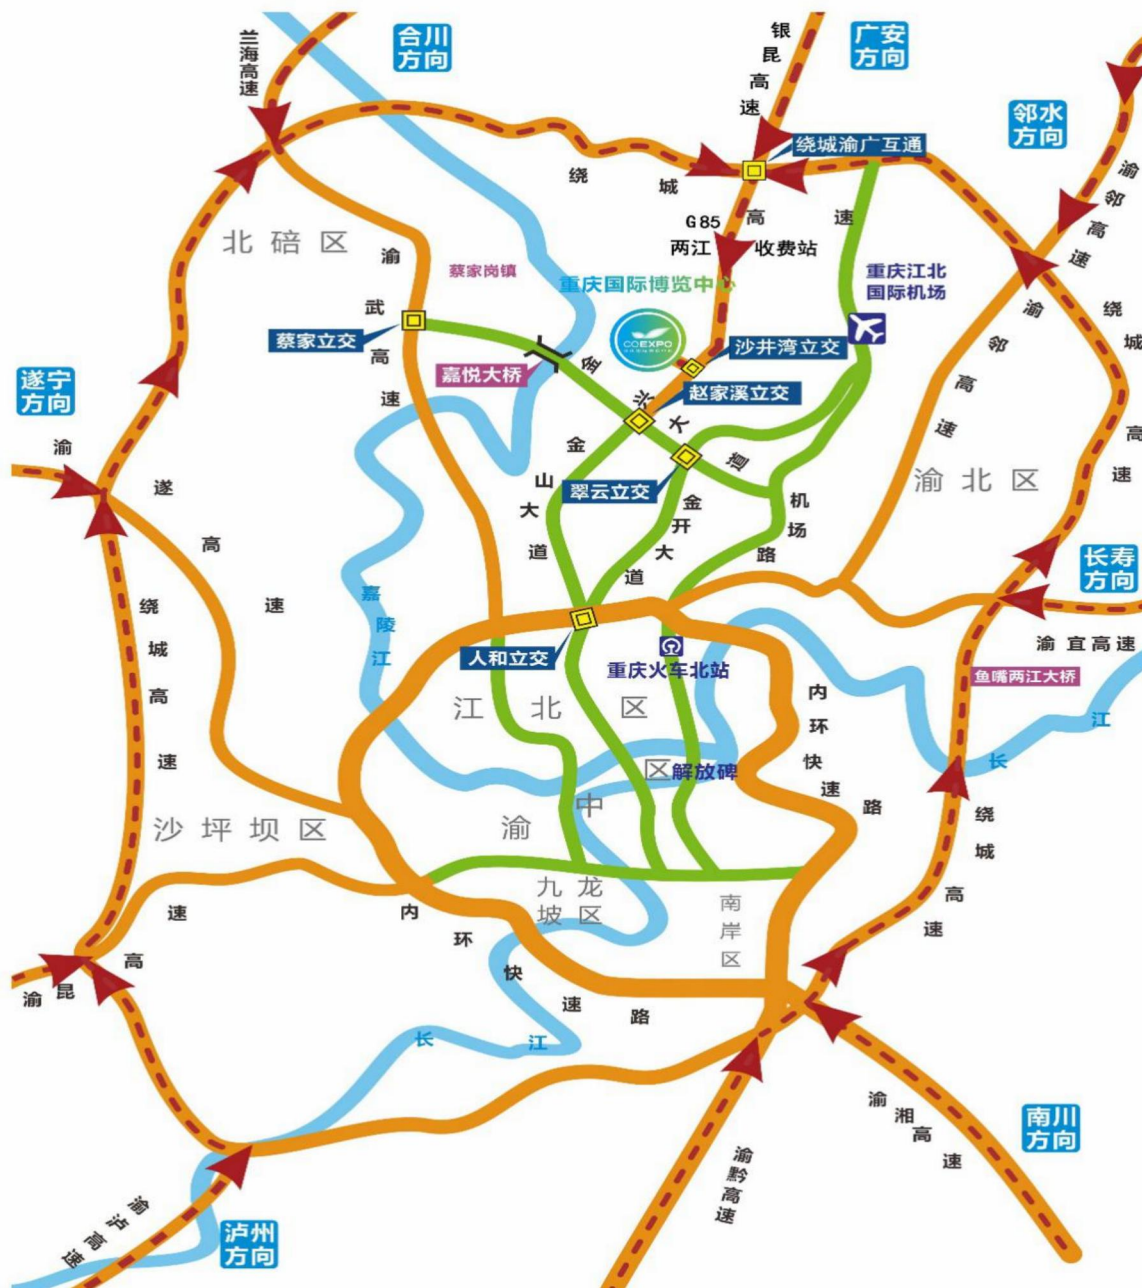 合川
方向
兰海高速
银昆高速
广安
方向
邻水
方向
渝邻高速
绕城渝广互通
绕城高速
G85
两江 收费站
北碚区
蔡家岗镇
重庆国际博览中心
CQEXPO
重庆江北
国际机场
渝武高速
蔡家立交
嘉悦大桥
沙井湾立交
赵家溪立交
金兴大道
渝邻高速
绕城高速
遂宁
方向
渝遂高速
金山大道
翠云立交
金开大道
机场路
渝北区
长寿
方向
渝宜高速
绕城高速
嘉陵江
人和立交
重庆火车北站
鱼嘴两江大桥
江北区
内环快速路
长江
渝中区
解放碑
沙坪坝区
九龙
坡区
南岸区
绕城高速
渝昆高速
内环快速路
长江
渝湘高速
南川
方向
渝黔高速
渝泸高速
泸州
方向